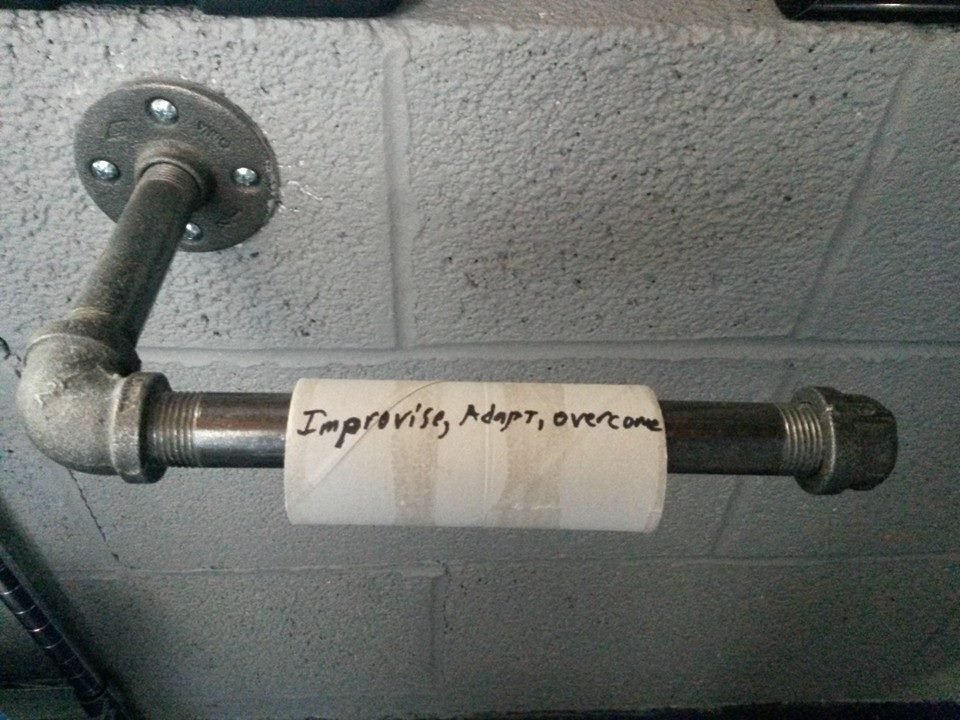 Improvise, Adapt, overcome